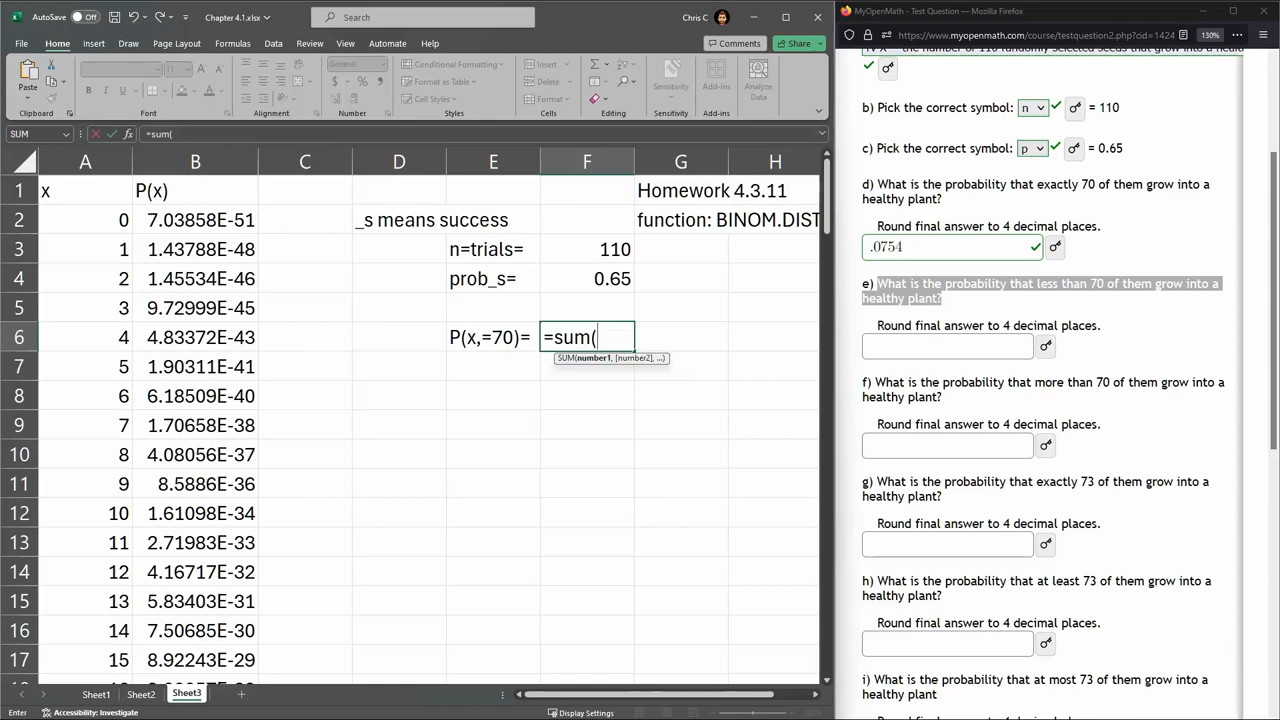 AutoSave Off Chapter 4.1.xlsx Search Chris C
File Home Insert Draw Page Layout Formulas Data Review View Automate Help Comments Share
Paste General Conditional Formatting Insert
Format as Table Delete Sensitivity Add-ins Analyze Data
B I U $ % Cell Styles Format
Clipboard Font Alignment Number Styles Cells Editing Sensitivity Add-ins
SUM fx =sum(
A B C D E F G H
1 x P(x) Homework 4.3.11
2 0 7.03858E-51 _s means success function: BINOM.DIST
3 1 1.43788E-48 n=trials= 110
4 2 1.45534E-46 prob_s= 0.65
5 3 9.72999E-45
6 4 4.83372E-43 P(x,=70)= =sum(
SUM(number1, [number2], ...)
7 5 1.90311E-41
8 6 6.18509E-40
9 7 1.70658E-38
10 8 4.08056E-37
11 9 8.5886E-36
12 10 1.61098E-34
13 11 2.71983E-33
14 12 4.16717E-32
15 13 5.83403E-31
16 14 7.50685E-30
17 15 8.92243E-29
Sheet1 Sheet2 Sheet3
Enter Accessibility: Investigate Display Settings
MyOpenMath - Test Question — Mozilla Firefox
https://www.myopenmath.com/course/testquestion2.php?cid=1424 130%
b) Pick the correct symbol: n = 110
c) Pick the correct symbol: p = 0.65
d) What is the probability that exactly 70 of them grow into a
healthy plant?
Round final answer to 4 decimal places.
.0754
e) What is the probability that less than 70 of them grow into a
healthy plant?
Round final answer to 4 decimal places.
f) What is the probability that more than 70 of them grow into a
healthy plant?
Round final answer to 4 decimal places.
g) What is the probability that exactly 73 of them grow into a
healthy plant?
Round final answer to 4 decimal places.
h) What is the probability that at least 73 of them grow into a
healthy plant?
Round final answer to 4 decimal places.
i) What is the probability that at most 73 of them grow into a
healthy plant